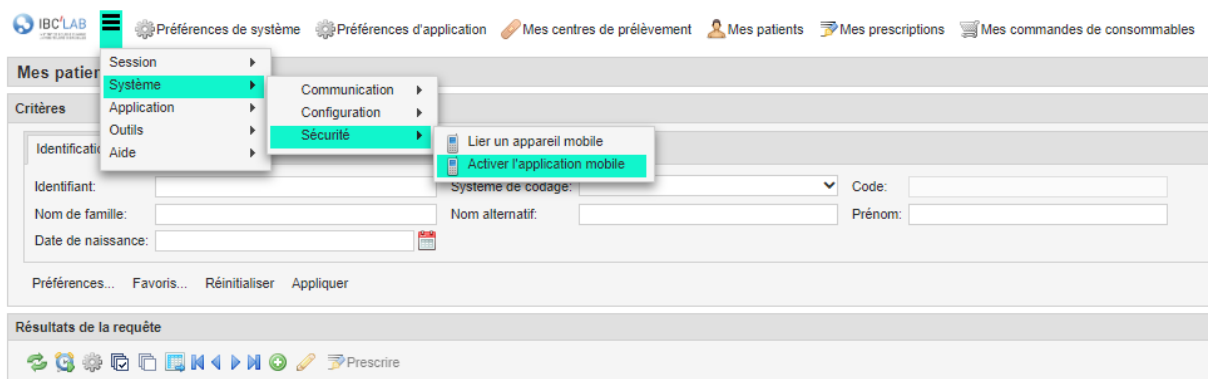 IBC'LAB
Préférences de système Préférences d'application Mes centres de prélèvement Mes patients Mes prescriptions Mes commandes de consommables
Mes patien
Session
Système
Application
Outils
Aide
Communication
Configuration
Sécurité
Lier un appareil mobile
Activer l'application mobile
Critères
Identificatio
Identifiant: Système de codage: Code:
Nom de famille: Nom alternatif: Prénom:
Date de naissance:
Préférences... Favoris... Réinitialiser Appliquer
Résultats de la requête
Prescrire